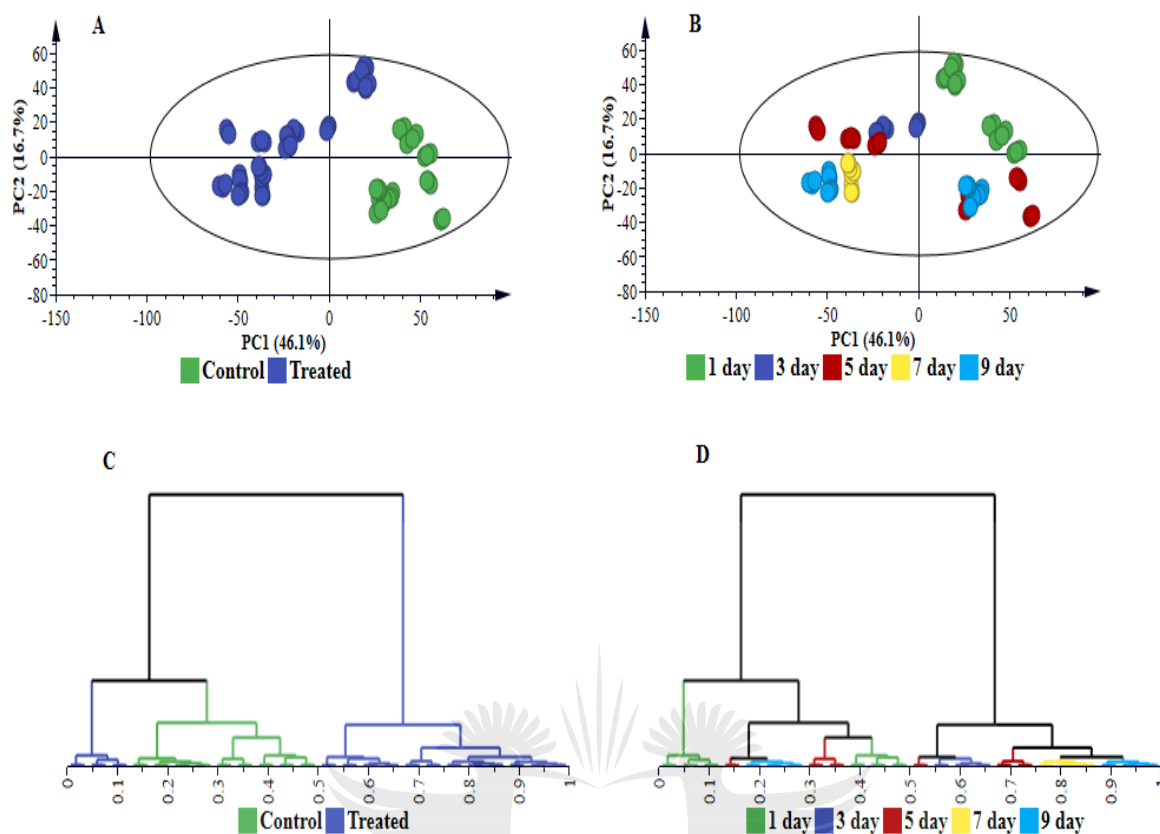 A
PC2 (16.7%)
60
40
20
0
-20
-40
-60
-80
-150 -100 -50 0 50
PC1 (46.1%)
Control Treated
B
PC2 (16.7%)
60
40
20
0
-20
-40
-60
-80
-150 -100 -50 0 50
PC1 (46.1%)
1 day 3 day 5 day 7 day 9 day
C
0 0.1 0.2 0.3 0.4 0.5 0.6 0.7 0.8 0.9 1
Control Treated
D
0 0.1 0.2 0.3 0.4 0.5 0.6 0.7 0.8 0.9 1
1 day 3 day 5 day 7 day 9 day